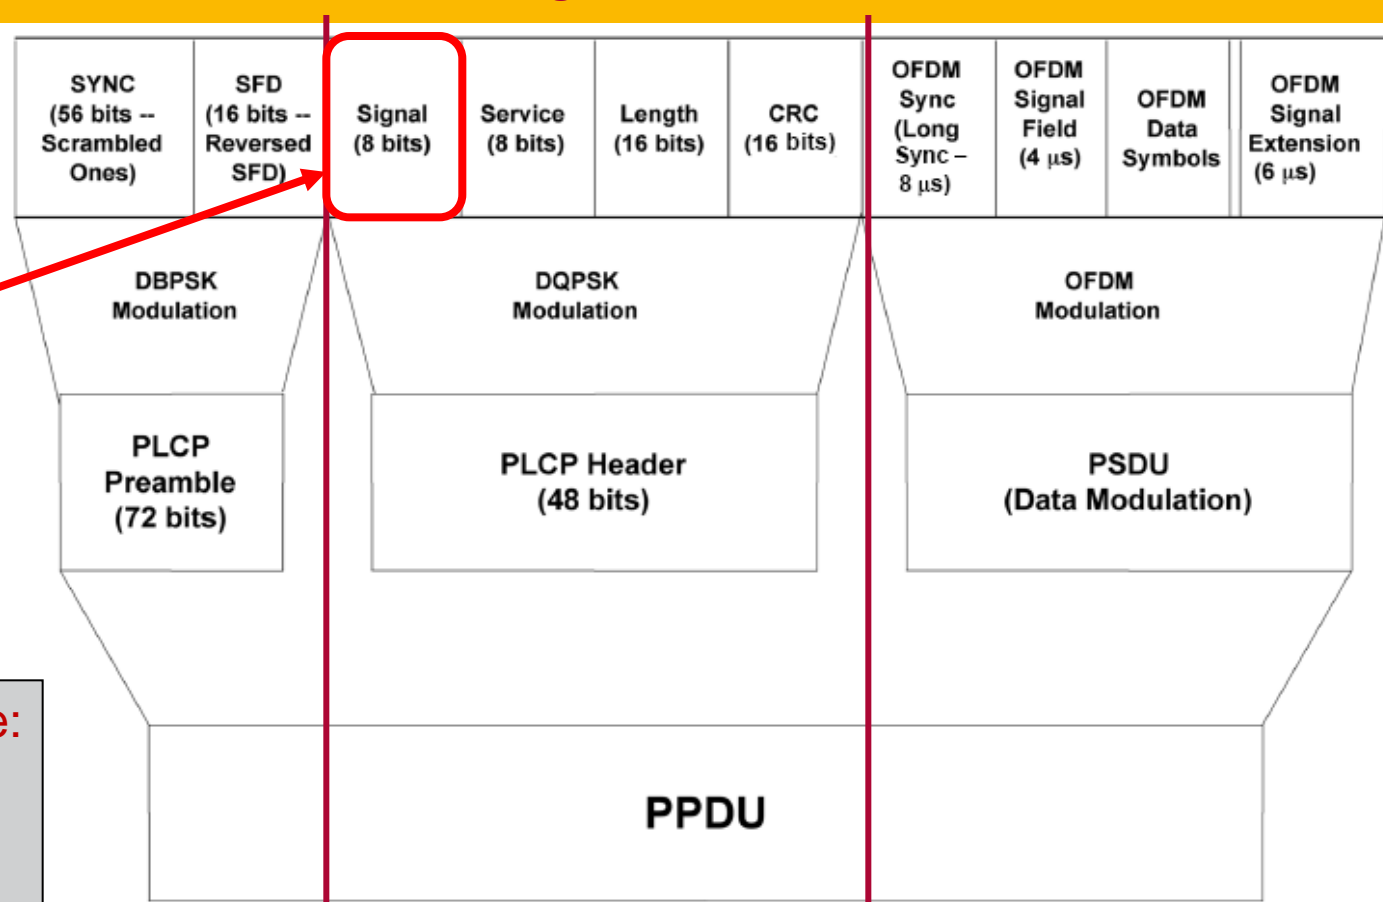 SYNC
(56 bits --
Scrambled
Ones)
SFD
(16 bits --
Reversed
SFD)
Signal
(8 bits)
Service
(8 bits)
Length
(16 bits)
CRC
(16 bits)
OFDM
Sync
(Long
Sync –
8 μs)
OFDM
Signal
Field
(4 μs)
OFDM
Data
Symbols
OFDM
Signal
Extension
(6 μs)
DBPSK
Modulation
DQPSK
Modulation
OFDM
Modulation
PLCP
Preamble
(72 bits)
PLCP Header
(48 bits)
PSDU
(Data Modulation)
e:
PPDU